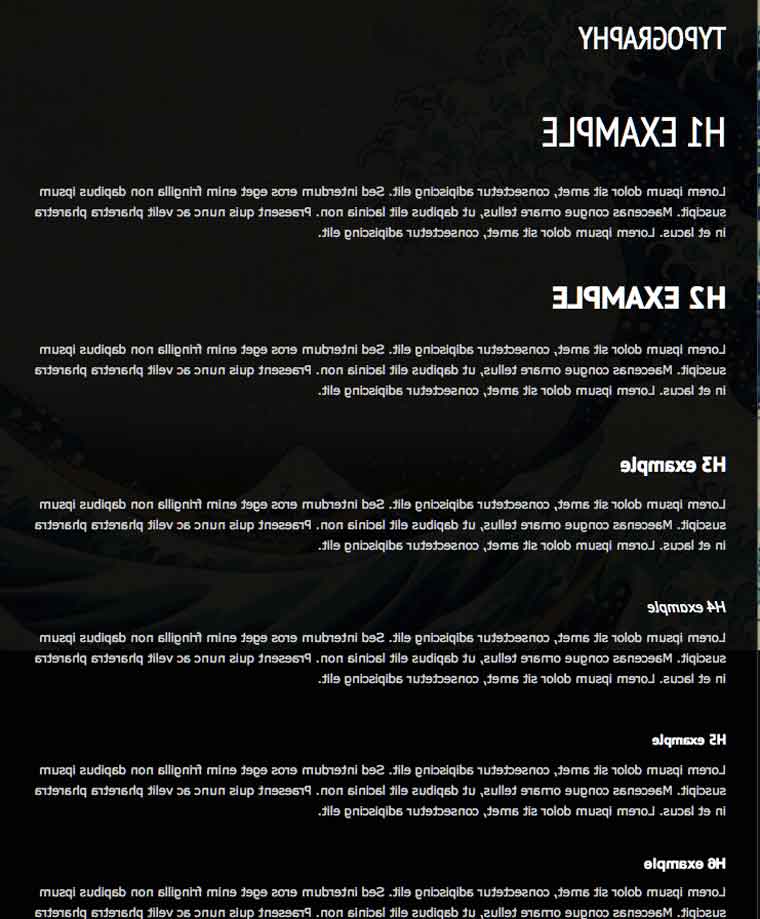 TYPOGRAPHY
H1 EXAMPLE
Lorem ipsum dolor sit amet, consectetur adipiscing elit. Sed interdum eros eget enim fringilla non dapibus ipsum
suscipit. Maecenas congue ornare tellus, ut dapibus elit lacinia non. Praesent quis nunc ac velit pharetra pharetra
in et lacus. Lorem ipsum dolor sit amet, consectetur adipiscing elit.
H2 EXAMPLE
Lorem ipsum dolor sit amet, consectetur adipiscing elit. Sed interdum eros eget enim fringilla non dapibus ipsum
suscipit. Maecenas congue ornare tellus, ut dapibus elit lacinia non. Praesent quis nunc ac velit pharetra pharetra
in et lacus. Lorem ipsum dolor sit amet, consectetur adipiscing elit.
H3 example
Lorem ipsum dolor sit amet, consectetur adipiscing elit. Sed interdum eros eget enim fringilla non dapibus ipsum
suscipit. Maecenas congue ornare tellus, ut dapibus elit lacinia non. Praesent quis nunc ac velit pharetra pharetra
in et lacus. Lorem ipsum dolor sit amet, consectetur adipiscing elit.
H4 example
Lorem ipsum dolor sit amet, consectetur adipiscing elit. Sed interdum eros eget enim fringilla non dapibus ipsum
suscipit. Maecenas congue ornare tellus, ut dapibus elit lacinia non. Praesent quis nunc ac velit pharetra pharetra
in et lacus. Lorem ipsum dolor sit amet, consectetur adipiscing elit.
H5 example
Lorem ipsum dolor sit amet, consectetur adipiscing elit. Sed interdum eros eget enim fringilla non dapibus ipsum
suscipit. Maecenas congue ornare tellus, ut dapibus elit lacinia non. Praesent quis nunc ac velit pharetra pharetra
in et lacus. Lorem ipsum dolor sit amet, consectetur adipiscing elit.
H6 example
Lorem ipsum dolor sit amet, consectetur adipiscing elit. Sed interdum eros eget enim fringilla non dapibus ipsum
suscipit. Maecenas congue ornare tellus, ut dapibus elit lacinia non. Praesent quis nunc ac velit pharetra pharetra